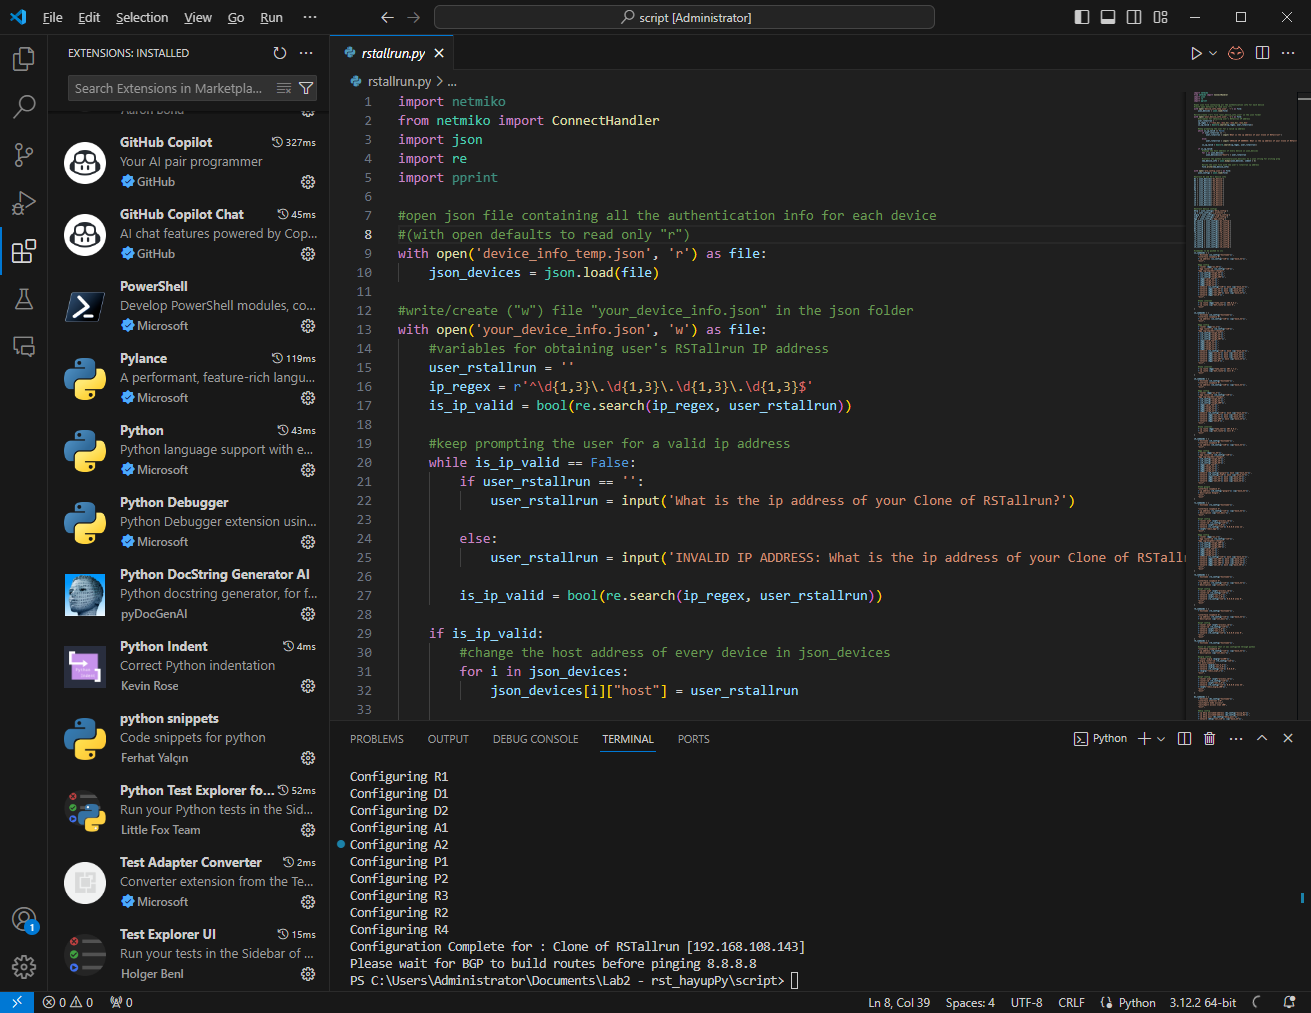 File Edit Selection View Go Run ··· script [Administrator]
EXTENSIONS: INSTALLED
Search Extensions in Marketpla...
GitHub Copilot 327ms
Your AI pair programmer
GitHub
GitHub Copilot Chat 45ms
AI chat features powered by Cop...
GitHub
PowerShell
Develop PowerShell modules, co...
Microsoft
Pylance 119ms
A performant, feature-rich langu...
Microsoft
Python 43ms
Python language support with e...
Microsoft
Python Debugger
Python Debugger extension usin...
Microsoft
Python DocString Generator AI
Python docstring generator, for f...
pyDocGenAI
Python Indent 4ms
Correct Python indentation
Kevin Rose
python snippets
Code snippets for python
Ferhat Yalçın
Python Test Explorer fo... 52ms
Run your Python tests in the Sid...
Little Fox Team
Test Adapter Converter 2ms
Converter extension from the Te...
Microsoft
Test Explorer UI 15ms
Run your tests in the Sidebar of ...
Holger Benl
1
rstallrun.py
rstallrun.py > ...
1 import netmiko
2 from netmiko import ConnectHandler
3 import json
4 import re
5 import pprint
6
7 #open json file containing all the authentication info for each device
8 #(with open defaults to read only "r")
9 with open('device_info_temp.json', 'r') as file:
10     json_devices = json.load(file)
11
12 #write/create ("w") file "your_device_info.json" in the json folder
13 with open('your_device_info.json', 'w') as file:
14     #variables for obtaining user's RSTallrun IP address
15     user_rstallrun = ''
16     ip_regex = r'^\d{1,3}\.\d{1,3}\.\d{1,3}\.\d{1,3}$'
17     is_ip_valid = bool(re.search(ip_regex, user_rstallrun))
18
19     #keep prompting the user for a valid ip address
20     while is_ip_valid == False:
21         if user_rstallrun == '':
22             user_rstallrun = input('What is the ip address of your Clone of RSTallrun?')
23
24         else:
25             user_rstallrun = input('INVALID IP ADDRESS: What is the ip address of your Clone of RSTallr
26
27         is_ip_valid = bool(re.search(ip_regex, user_rstallrun))
28
29     if is_ip_valid:
30         #change the host address of every device in json_devices
31         for i in json_devices:
32             json_devices[i]["host"] = user_rstallrun
33
PROBLEMS OUTPUT DEBUG CONSOLE TERMINAL PORTS Python
Configuring R1
Configuring D1
Configuring D2
Configuring A1
Configuring A2
Configuring P1
Configuring P2
Configuring R3
Configuring R2
Configuring R4
Configuration Complete for : Clone of RSTallrun [192.168.108.143]
Please wait for BGP to build routes before pinging 8.8.8.8
PS C:\Users\Administrator\Documents\Lab2 - rst_hayupPy\script>
0 0 0 Ln 8, Col 39 Spaces: 4 UTF-8 CRLF Python 3.12.2 64-bit